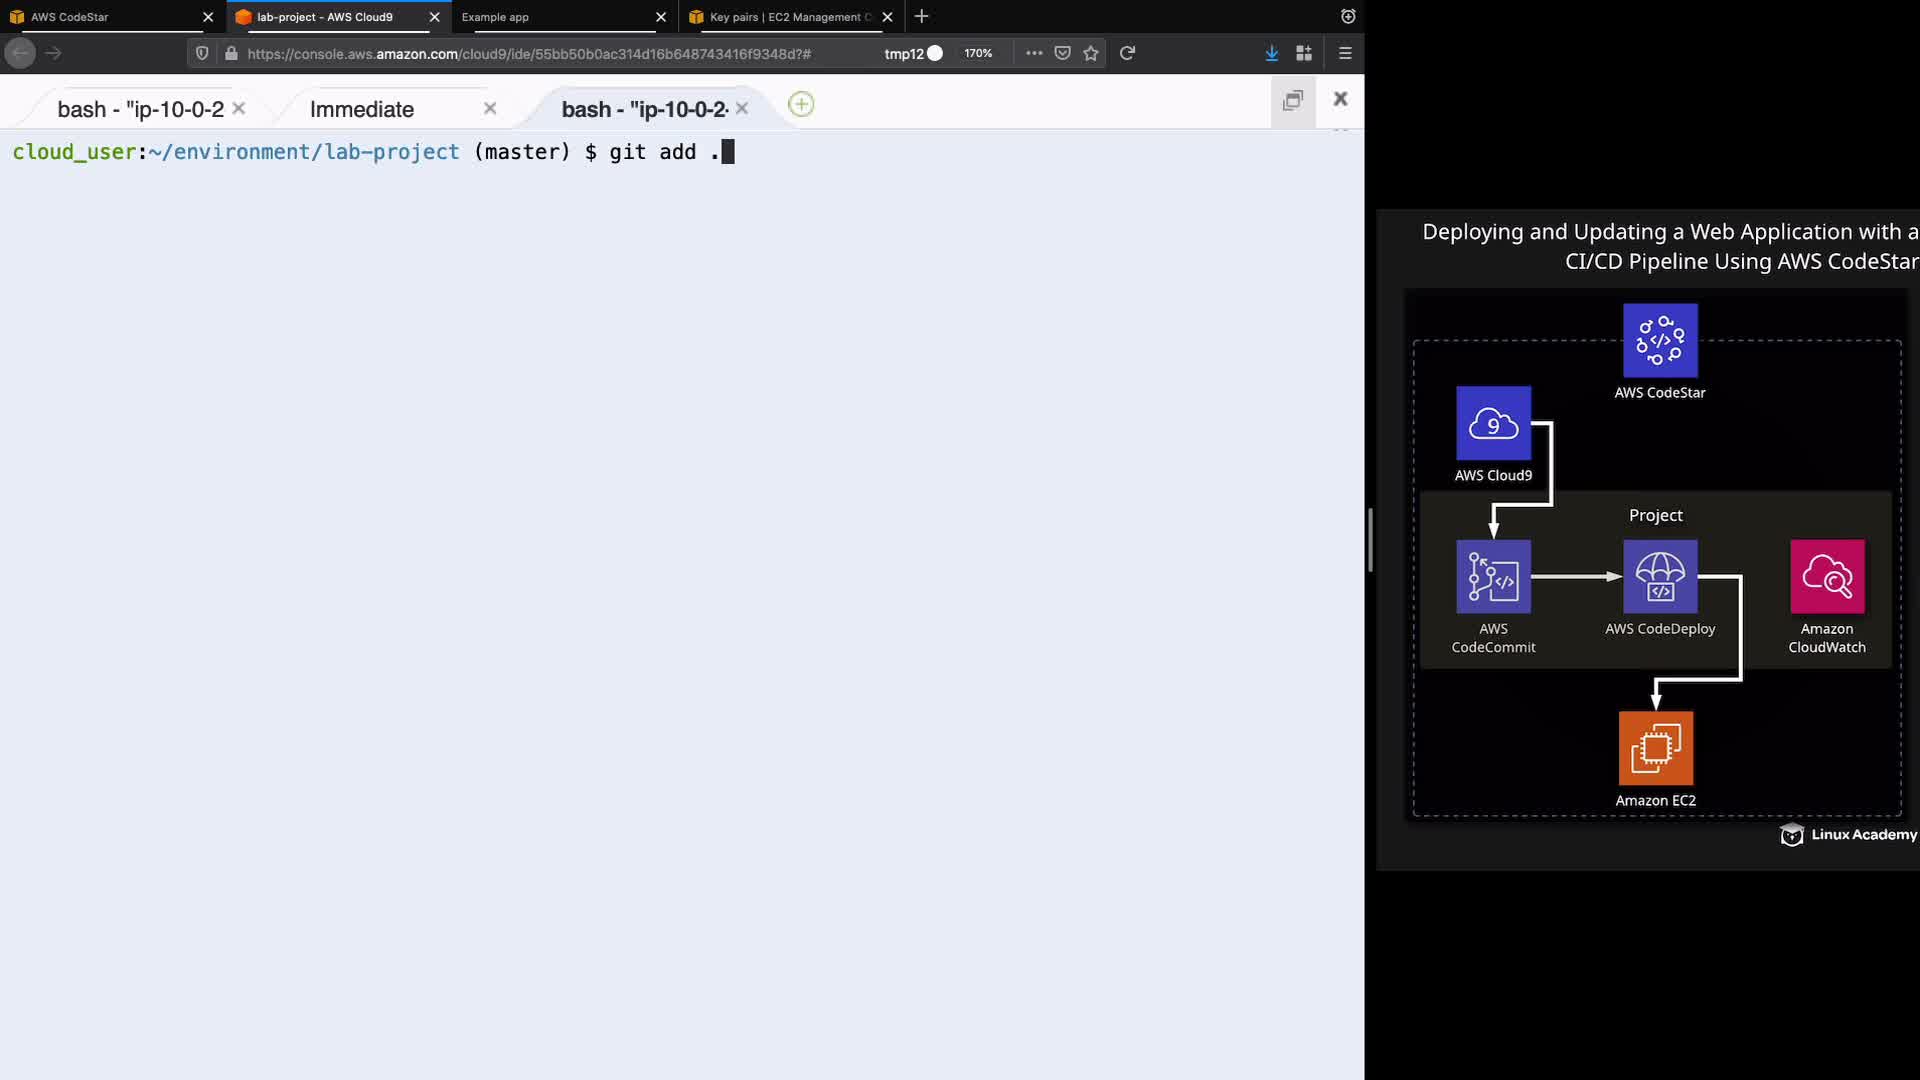 AWS CodeStar
lab-project - AWS Cloud9
Example app
Key pairs | EC2 Management C
https://console.aws.amazon.com/cloud9/ide/55bb50b0ac314d16b648743416f9348d?#
tmp12
170%
bash - "ip-10-0-2
Immediate
bash - "ip-10-0-2-
cloud_user:~/environment/lab-project (master) $ git add .
Deploying and Updating a Web Application with a
CI/CD Pipeline Using AWS CodeStar
AWS CodeStar
9
AWS Cloud9
Project
AWS
CodeCommit
AWS CodeDeploy
Amazon
CloudWatch
Amazon EC2
Linux Academy